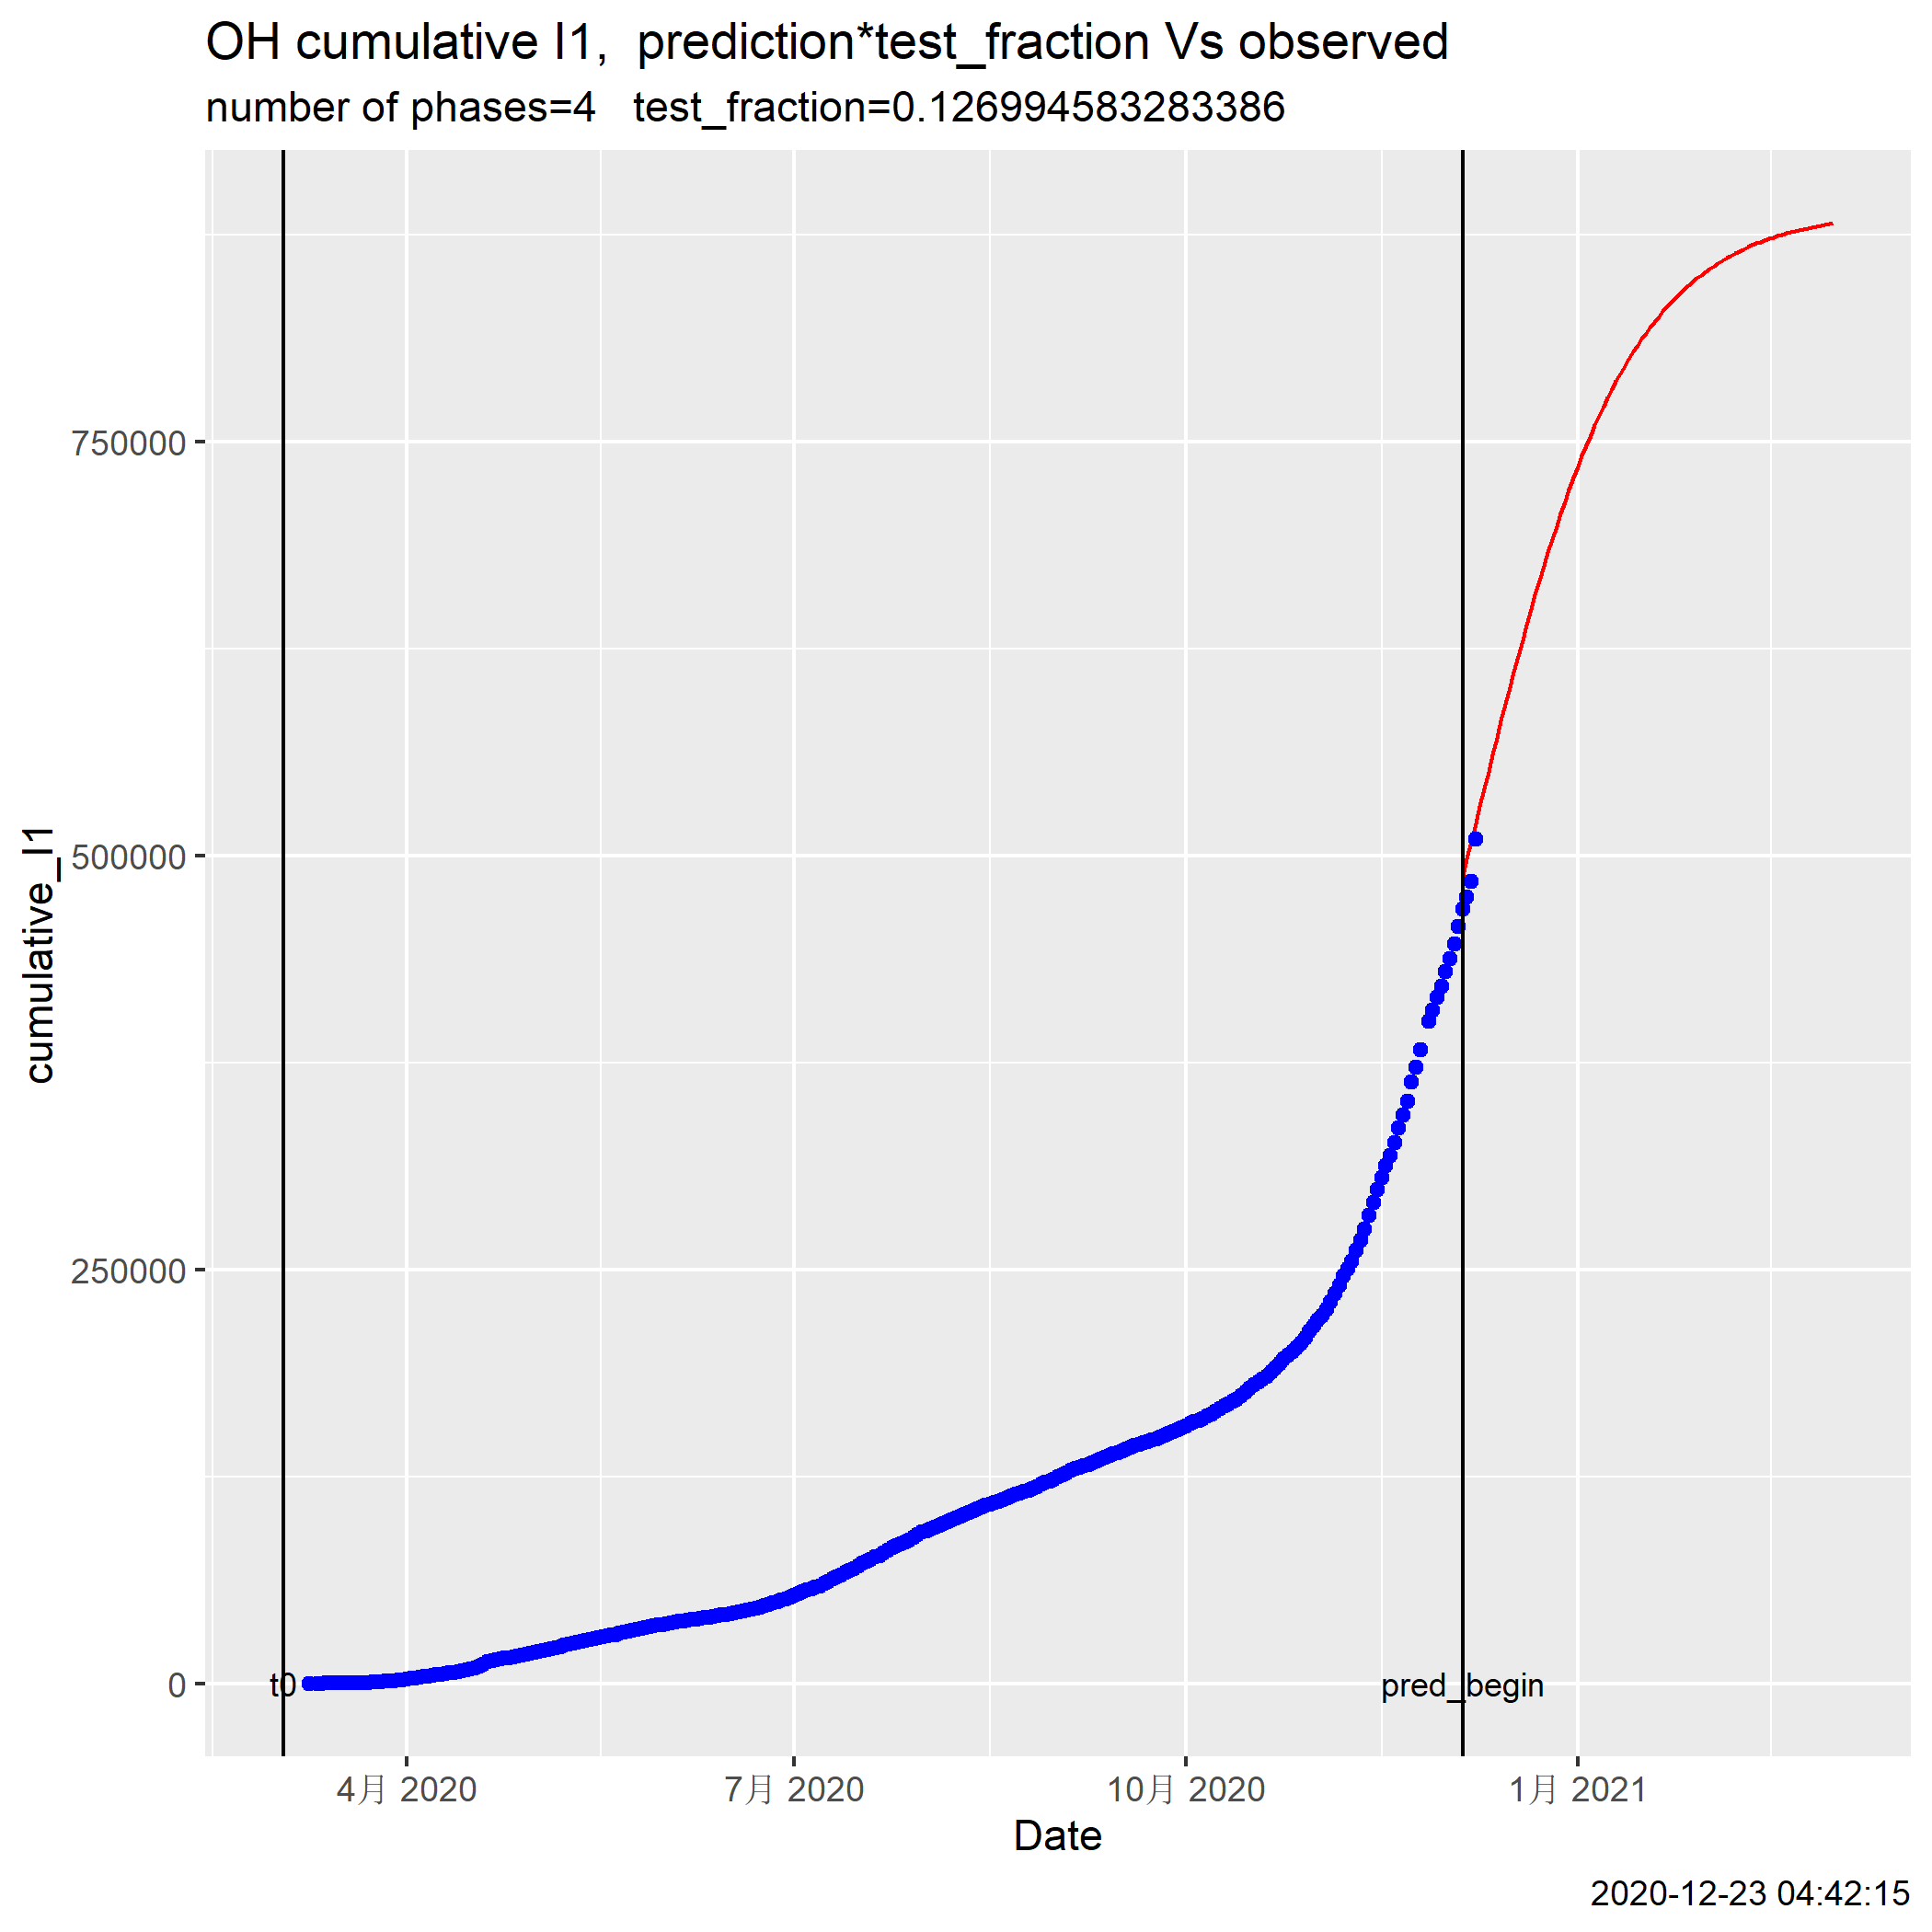 OH cumulative I1,  prediction*test_fraction Vs observed
number of phases=4   test_fraction=0.126994583283386
cumulative_I1
750000
500000
250000
0
t0
pred_begin
4月 2020
7月 2020
10月 2020
1月 2021
Date
2020-12-23 04:42:15